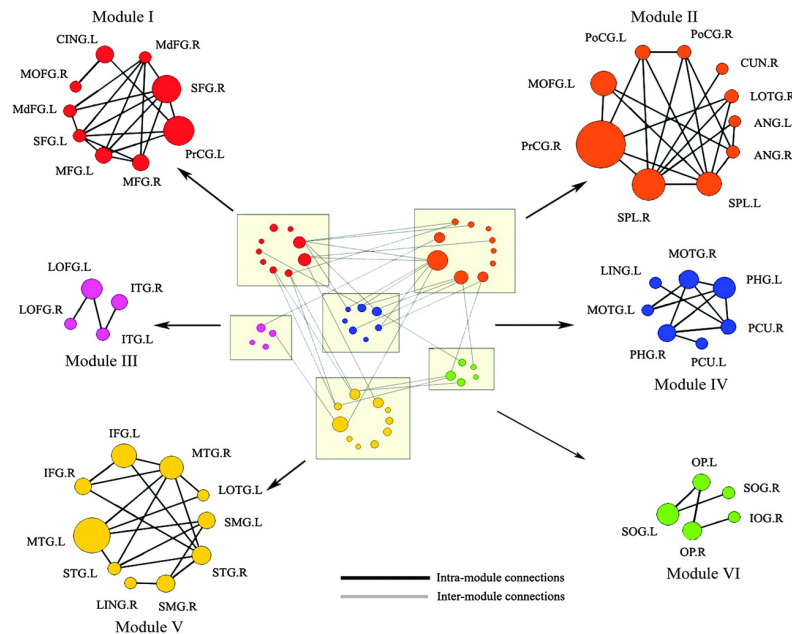 Module I
CING.L
MdFG.R
MOFG.R
SFG.R
MdFG.L
SFG.L
PrCG.L
MFG.L
MFG.R
Module II
PoCG.L
PoCG.R
CUN.R
MOFG.L
LOTG.R
ANG.L
PrCG.R
ANG.R
SPL.R
SPL.L
LOFG.L
ITG.R
LOFG.R
ITG.L
Module III
MOTG.R
LING.L
PHG.L
MOTG.L
PCU.R
PHG.R
PCU.L
Module IV
IFG.L
MTG.R
IFG.R
LOTG.L
SMG.L
MTG.L
STG.L
STG.R
LING.R
SMG.R
Module V
OP.L
SOG.R
IOG.R
SOG.L
OP.R
Module VI
Intra-module connections
Inter-module connections